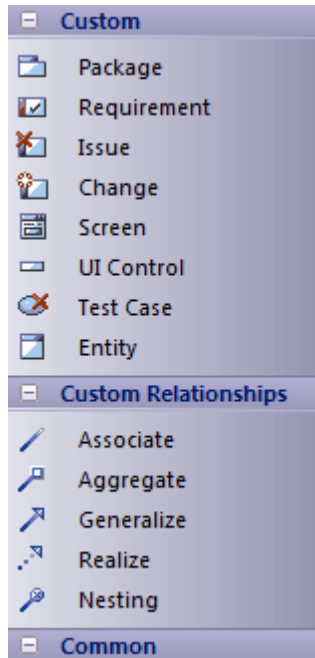 Custom
Package
Requirement
Issue
Change
Screen
UI Control
Test Case
Entity
Custom Relationships
Associate
Aggregate
Generalize
Realize
Nesting
Common